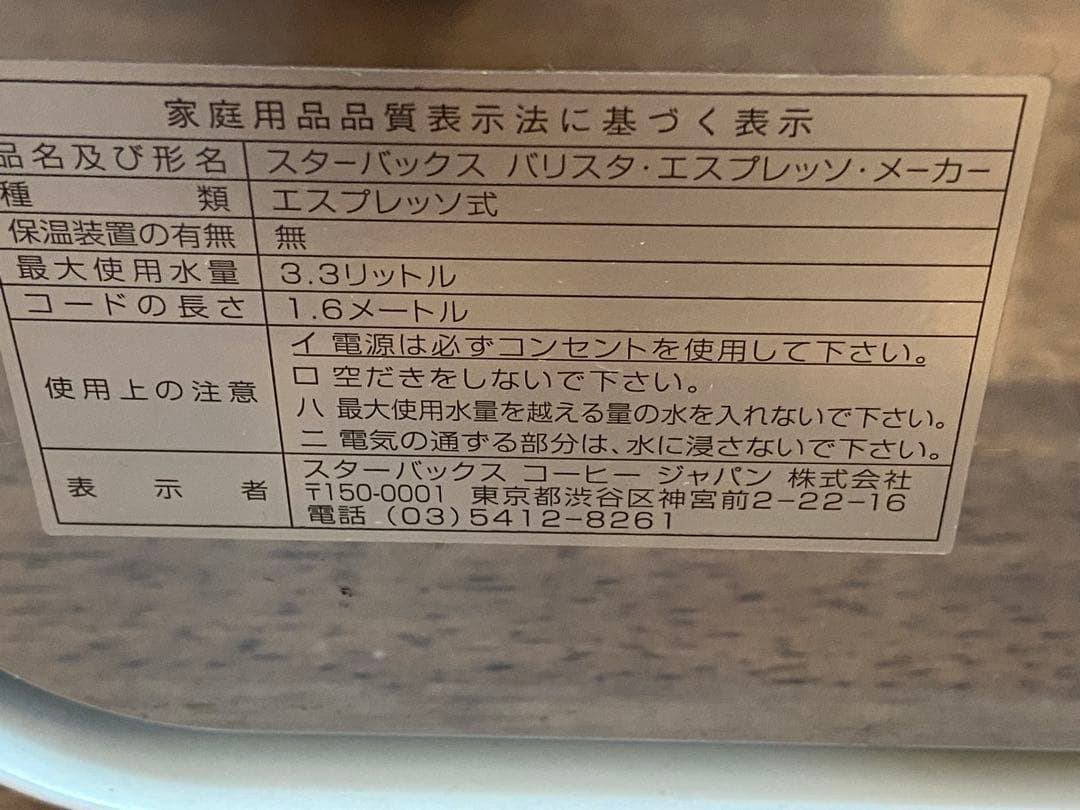 家庭用品品質表示法に基づく表示
品名及び形名 スターバックス バリスタ・エスプレッソ・メーカー
種類 エスプレッソ式
保温装置の有無 無
最大使用水量 3.3リットル
コードの長さ 1.6メートル
使用上の注意
イ 電源は必ずコンセントを使用して下さい。
ロ 空だきをしないで下さい。
ハ 最大使用水量を越える量の水を入れないで下さい。
ニ 電気の通ずる部分は、水に浸さないで下さい。
表示者
スターバックス コーヒー ジャパン 株式会社
〒150-0001 東京都渋谷区神宮前2-22-16
電話 (03)5412-8261